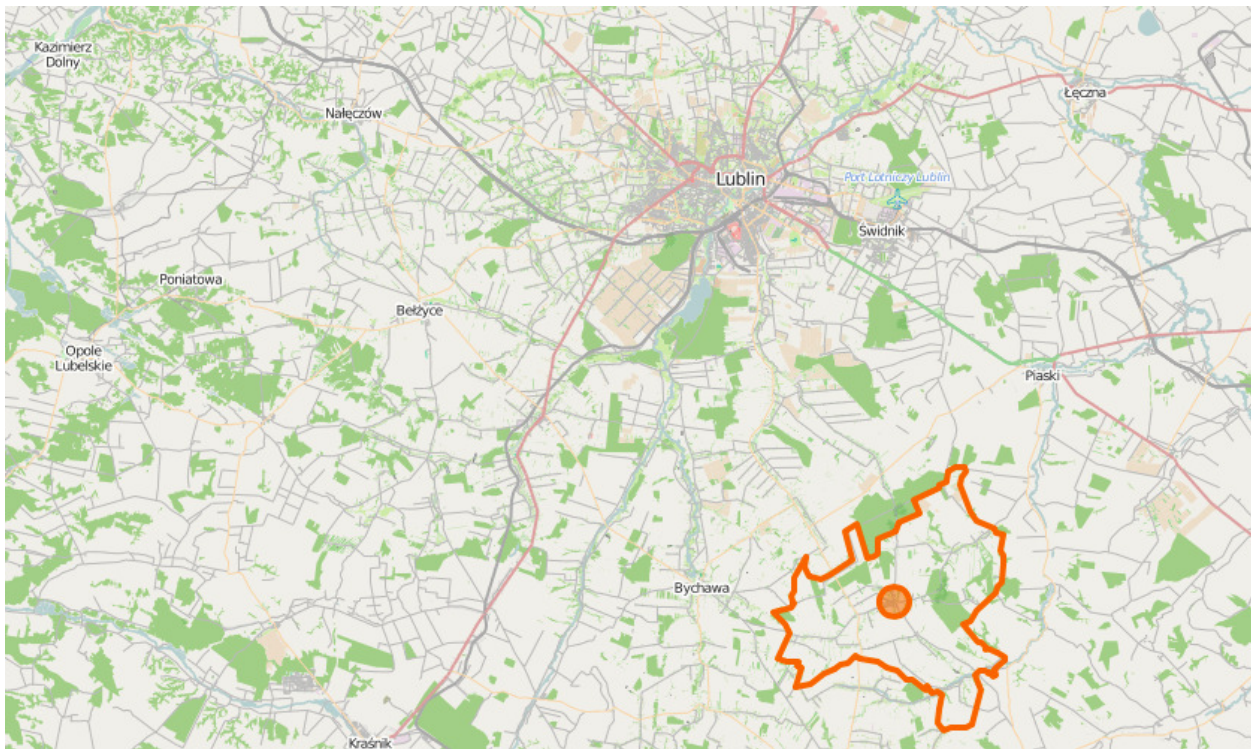 Kazimierz
Dolny
Nałęczów
Łęczna
Lublin
Port Lotniczy Lublin
Świdnik
Poniatowa
Bełżyce
Opole
Lubelskie
Piaski
Bychawa
Kraśnik